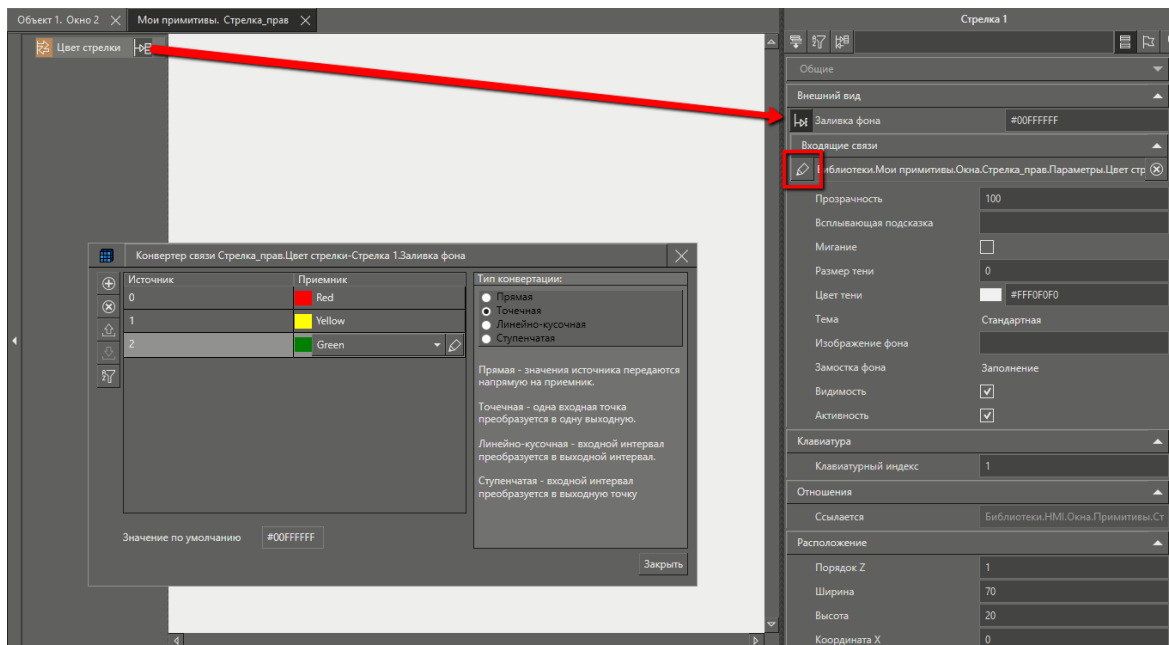 Объект 1. Окно 2
Мои примитивы. Стрелка_прав
Цвет стрелки
Стрелка 1
Общие
Внешний вид
Заливка фона #00FFFFFF
Входящие связи
Библиотеки.Мои примитивы.Окна.Стрелка_прав.Параметры.Цвет стр
Прозрачность 100
Всплывающая подсказка
Мигание
Размер тени 0
Цвет тени #FFF0F0F0
Тема Стандартная
Изображение фона
Замостка фона Заполнение
Видимость
Активность
Клавиатура
Клавиатурный индекс 1
Отношения
Ссылается Библиотеки.HMI.Окна.Примитивы.Ст
Расположение
Порядок Z 1
Ширина 70
Высота 20
Координата X 0
Конвертер связи Стрелка_прав.Цвет стрелки-Стрелка 1.Заливка фона
Источник Приемник
0 Red
1 Yellow
2 Green
Значение по умолчанию #00FFFFFF
Тип конвертации:
Прямая
Точечная
Линейно-кусочная
Ступенчатая
Прямая - значения источника передаются
напрямую на приемник.
Точечная - одна входная точка
преобразуется в одну выходную.
Линейно-кусочная - входной интервал
преобразуется в выходной интервал.
Ступенчатая - входной интервал
преобразуется в выходную точку
Закрыть